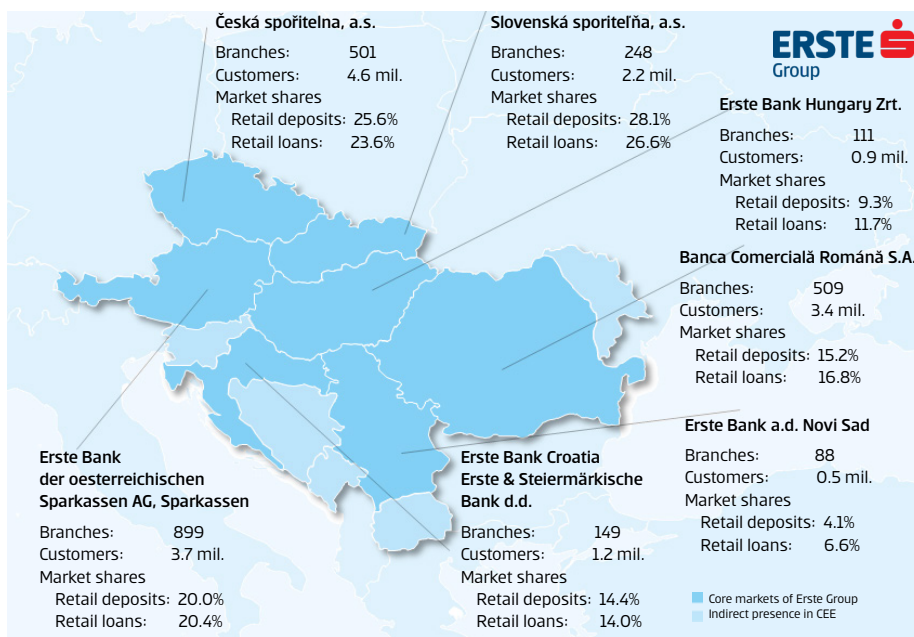 Česká spořitelna, a.s.
Branches: 501
Customers: 4.6 mil.
Market shares
Retail deposits: 25.6%
Retail loans: 23.6%
Slovenská sporiteľňa, a.s.
Branches: 248
Customers: 2.2 mil.
Market shares
Retail deposits: 28.1%
Retail loans: 26.6%
ERSTE
Group
Erste Bank Hungary Zrt.
Branches: 111
Customers: 0.9 mil.
Market shares
Retail deposits: 9.3%
Retail loans: 11.7%
Banca Comercială Română S.A.
Branches: 509
Customers: 3.4 mil.
Market shares
Retail deposits: 15.2%
Retail loans: 16.8%
Erste Bank a.d. Novi Sad
Branches: 88
Customers: 0.5 mil.
Market shares
Retail deposits: 4.1%
Retail loans: 6.6%
Erste Bank
der oesterreichischen
Sparkassen AG, Sparkassen
Branches: 899
Customers: 3.7 mil.
Market shares
Retail deposits: 20.0%
Retail loans: 20.4%
Erste Bank Croatia
Erste & Steiermärkische
Bank d.d.
Branches: 149
Customers: 1.2 mil.
Market shares
Retail deposits: 14.4%
Retail loans: 14.0%
Core markets of Erste Group
Indirect presence in CEE